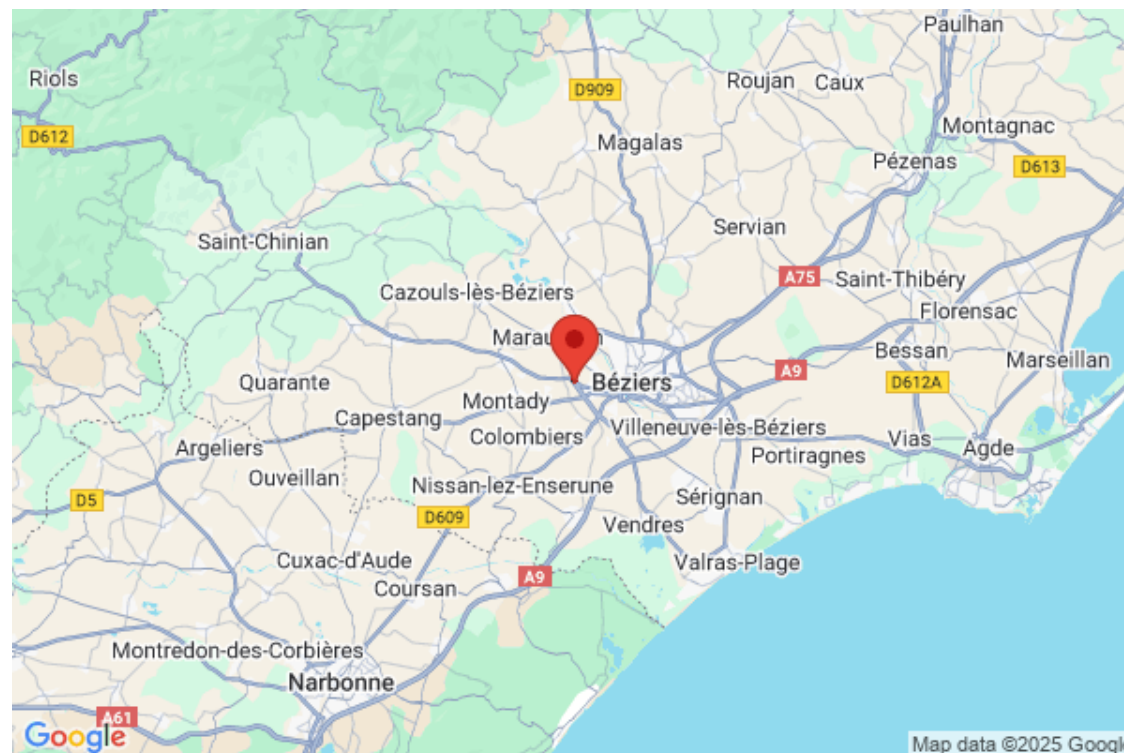 Paulhan
Riols
Roujan
Caux
D909
Montagnac
D612
Magalas
Pézenas
D613
Servian
Saint-Chinian
A75
Saint-Thibéry
Cazouls-lès-Béziers
Florensac
Bessan
Marseillan
A9
Quarante
Béziers
D612A
Montady
Capestang
Colombiers
Villeneuve-lès-Béziers
Vias
Agde
Argeliers
Portiragnes
Ouveillan
Nissan-lez-Enserune
Sérignan
D5
D609
Vendres
Cuxac-d'Aude
Valras-Plage
A9
Coursan
Montredon-des-Corbières
Narbonne
A61
Google
Map data ©2025 Google